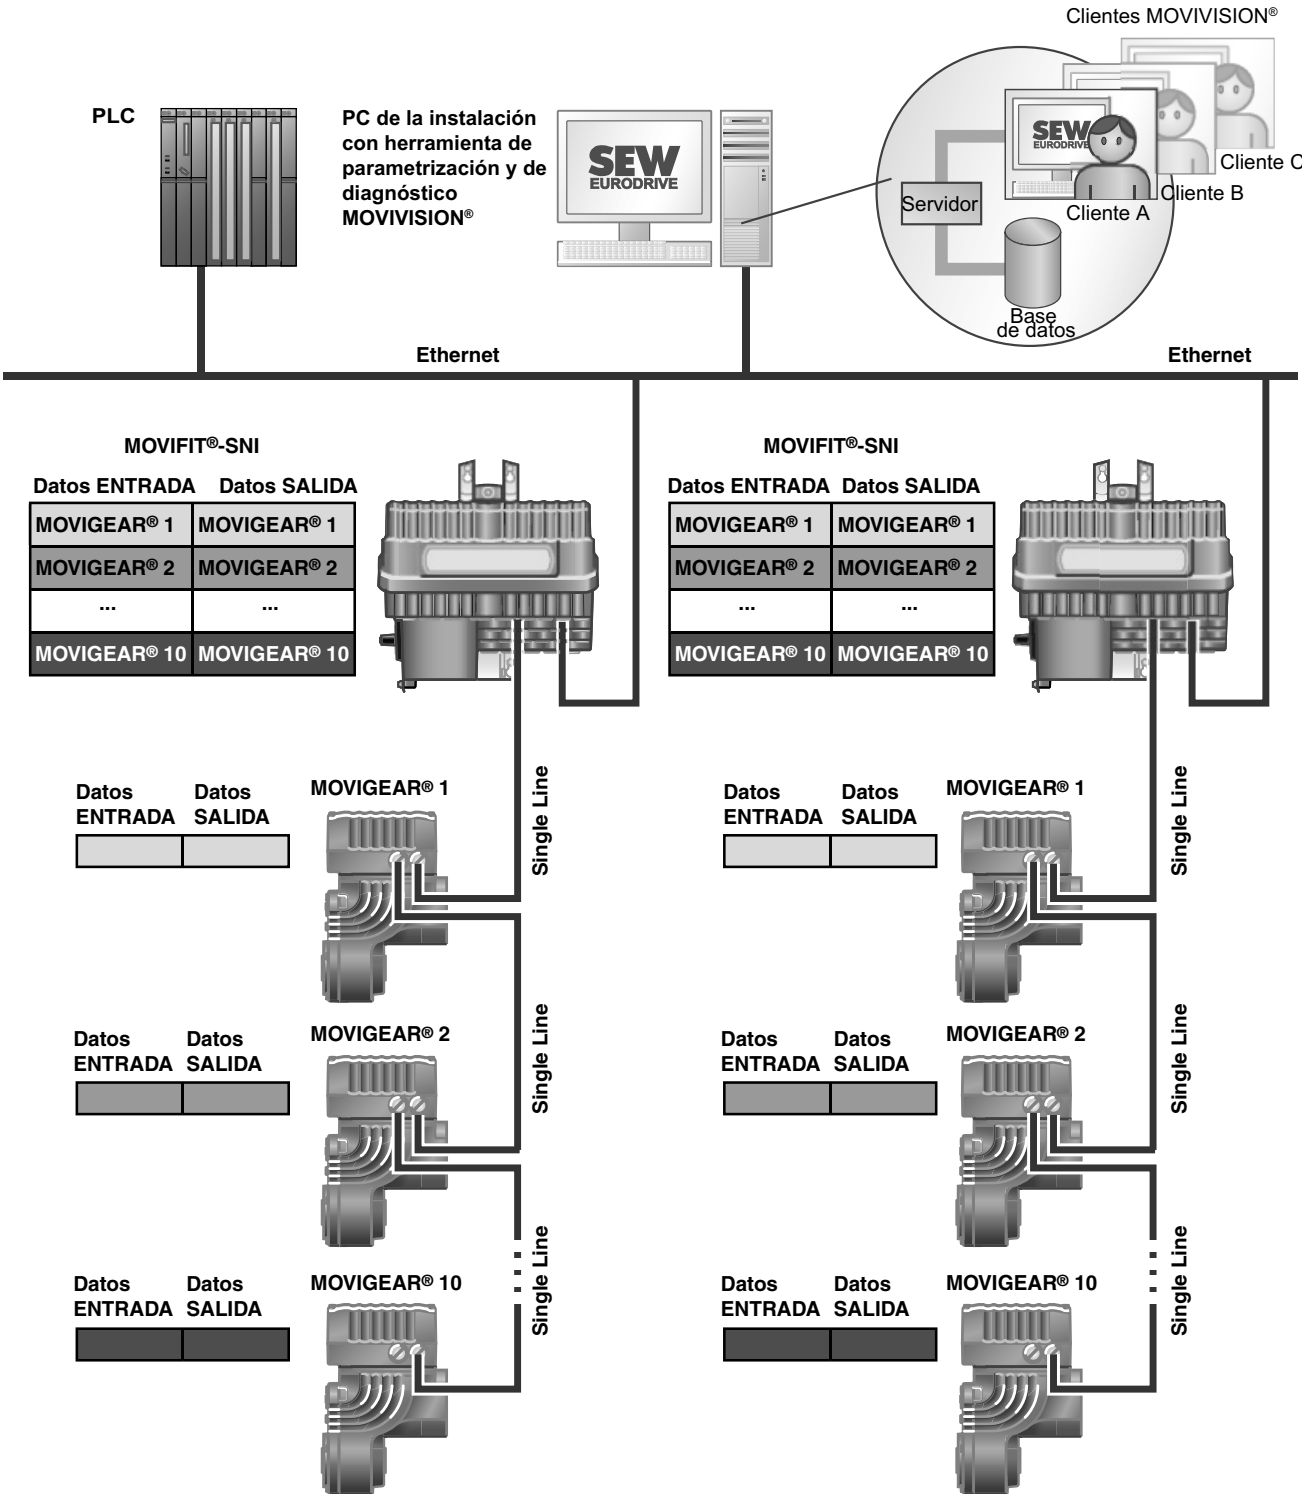 Clientes MOVIVISION®
PLC
PC de la instalación
con herramienta de
parametrización y de
diagnóstico
MOVIVISION®
SEW
EURODRIVE
SEW
EURODRIVE
Servidor
Cliente A
Cliente B
Cliente C
Base
de datos
Ethernet
Ethernet
MOVIFIT®-SNI
Datos ENTRADA Datos SALIDA
MOVIGEAR® 1 MOVIGEAR® 1
MOVIGEAR® 2 MOVIGEAR® 2
... ...
MOVIGEAR® 10 MOVIGEAR® 10
MOVIFIT®-SNI
Datos ENTRADA Datos SALIDA
MOVIGEAR® 1 MOVIGEAR® 1
MOVIGEAR® 2 MOVIGEAR® 2
... ...
MOVIGEAR® 10 MOVIGEAR® 10
Datos Datos
ENTRADA SALIDA
MOVIGEAR® 1
Single Line
Datos Datos
ENTRADA SALIDA
MOVIGEAR® 1
Single Line
Datos Datos
ENTRADA SALIDA
MOVIGEAR® 2
Single Line
Datos Datos
ENTRADA SALIDA
MOVIGEAR® 2
Single Line
Datos Datos
ENTRADA SALIDA
MOVIGEAR® 10
Single Line
Datos Datos
ENTRADA SALIDA
MOVIGEAR® 10
Single Line